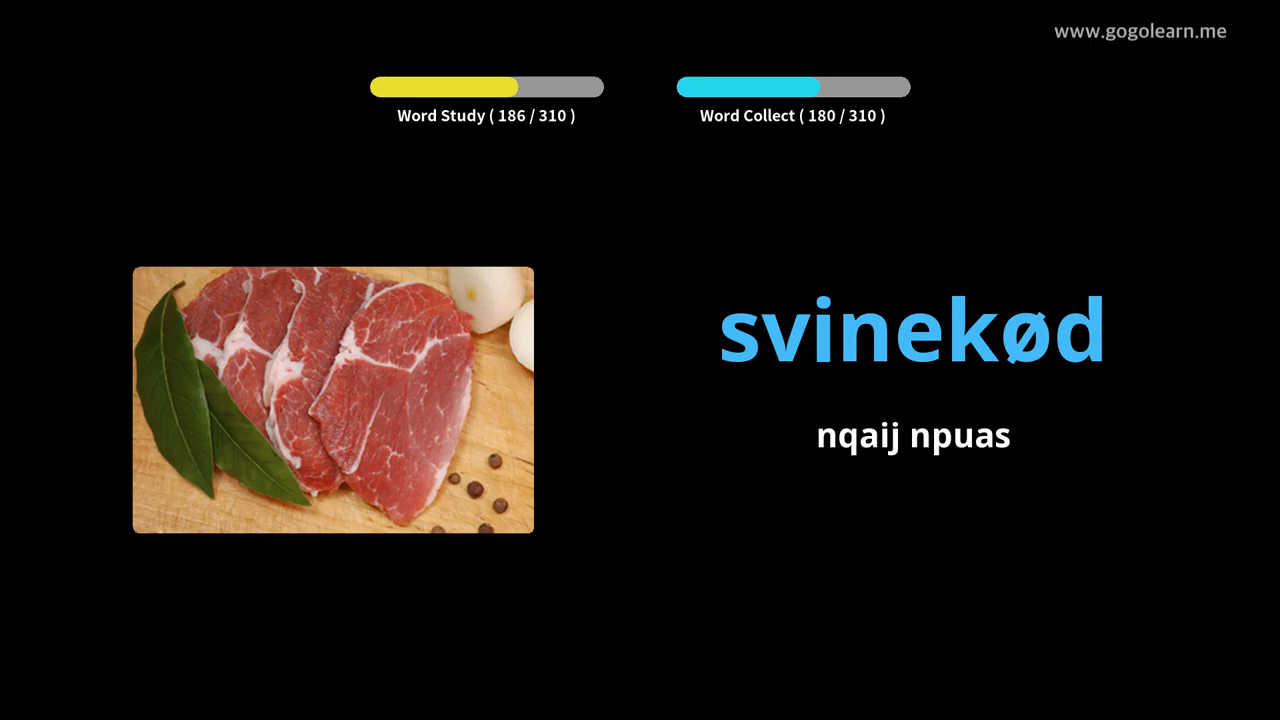 www.gogolearn.me
Word Study ( 186 / 310 )
Word Collect ( 180 / 310 )
svinekød
nqaij npuas